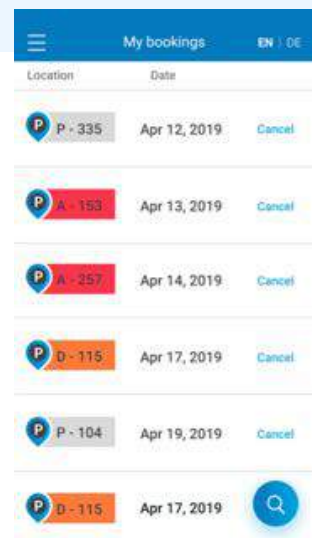 My bookings EN | DE
Location Date
P P - 335 Apr 12, 2019 Cancel
P A - 153 Apr 13, 2019 Cancel
P A - 257 Apr 14, 2019 Cancel
P D - 115 Apr 17, 2019 Cancel
P P - 104 Apr 19, 2019 Cancel
P D - 115 Apr 17, 2019